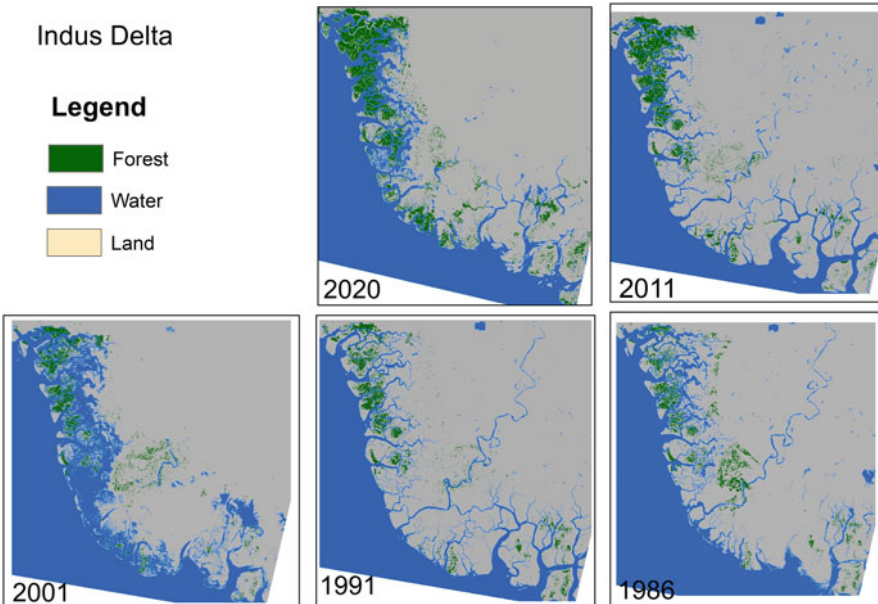 Indus Delta
Legend
Forest
Water
Land
2020
2011
2001
1991
1986